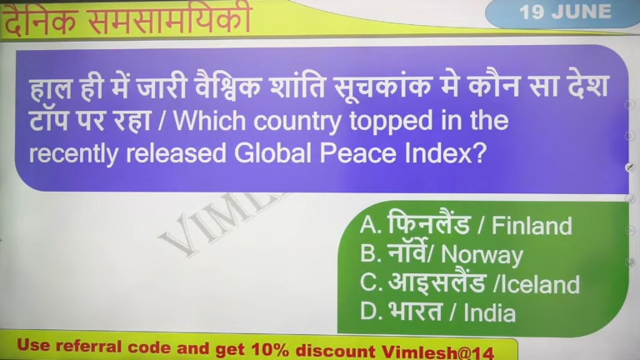 दैनिक समसामयिकी
19 JUNE
हाल ही में जारी वैश्विक शांति सूचकांक मे कौन सा देश
टॉप पर रहा / Which country topped in the
recently released Global Peace Index?
VIMLE
A. फिनलैंड / Finland
B. नॉर्वे/ Norway
C. आइसलैंड /Iceland
D. भारत / India
Use referral code and get 10% discount Vimlesh@14